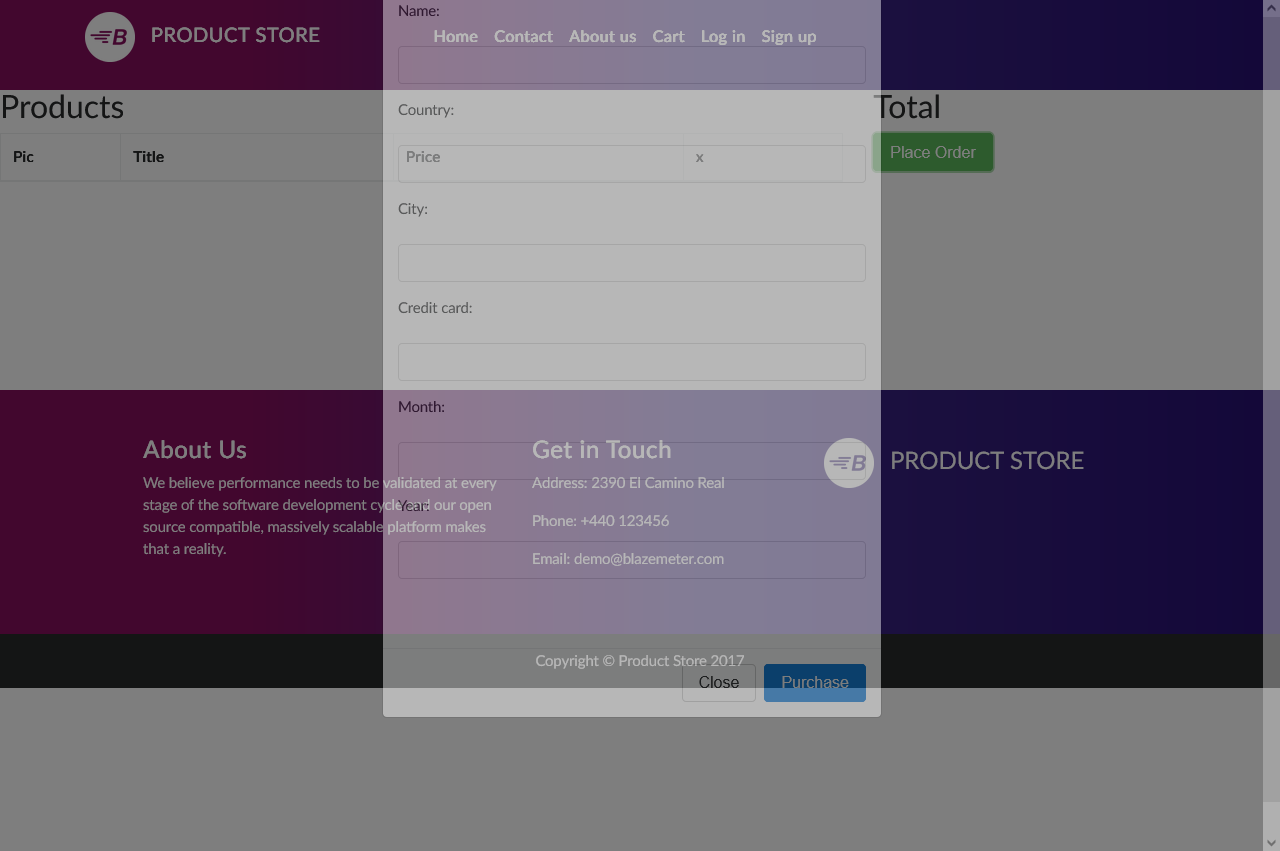 PRODUCT STORE
Home Contact About us Cart Log in Sign up
Products
Total
Pic Title Price x
Place Order
Name:
Country:
City:
Credit card:
Month:
Year:
Close Purchase
About Us
We believe performance needs to be validated at every
stage of the software development cycle and our open
source compatible, massively scalable platform makes
that a reality.
Get in Touch
Address: 2390 El Camino Real
Phone: +440 123456
Email: demo@blazemeter.com
B PRODUCT STORE
Copyright © Product Store 2017